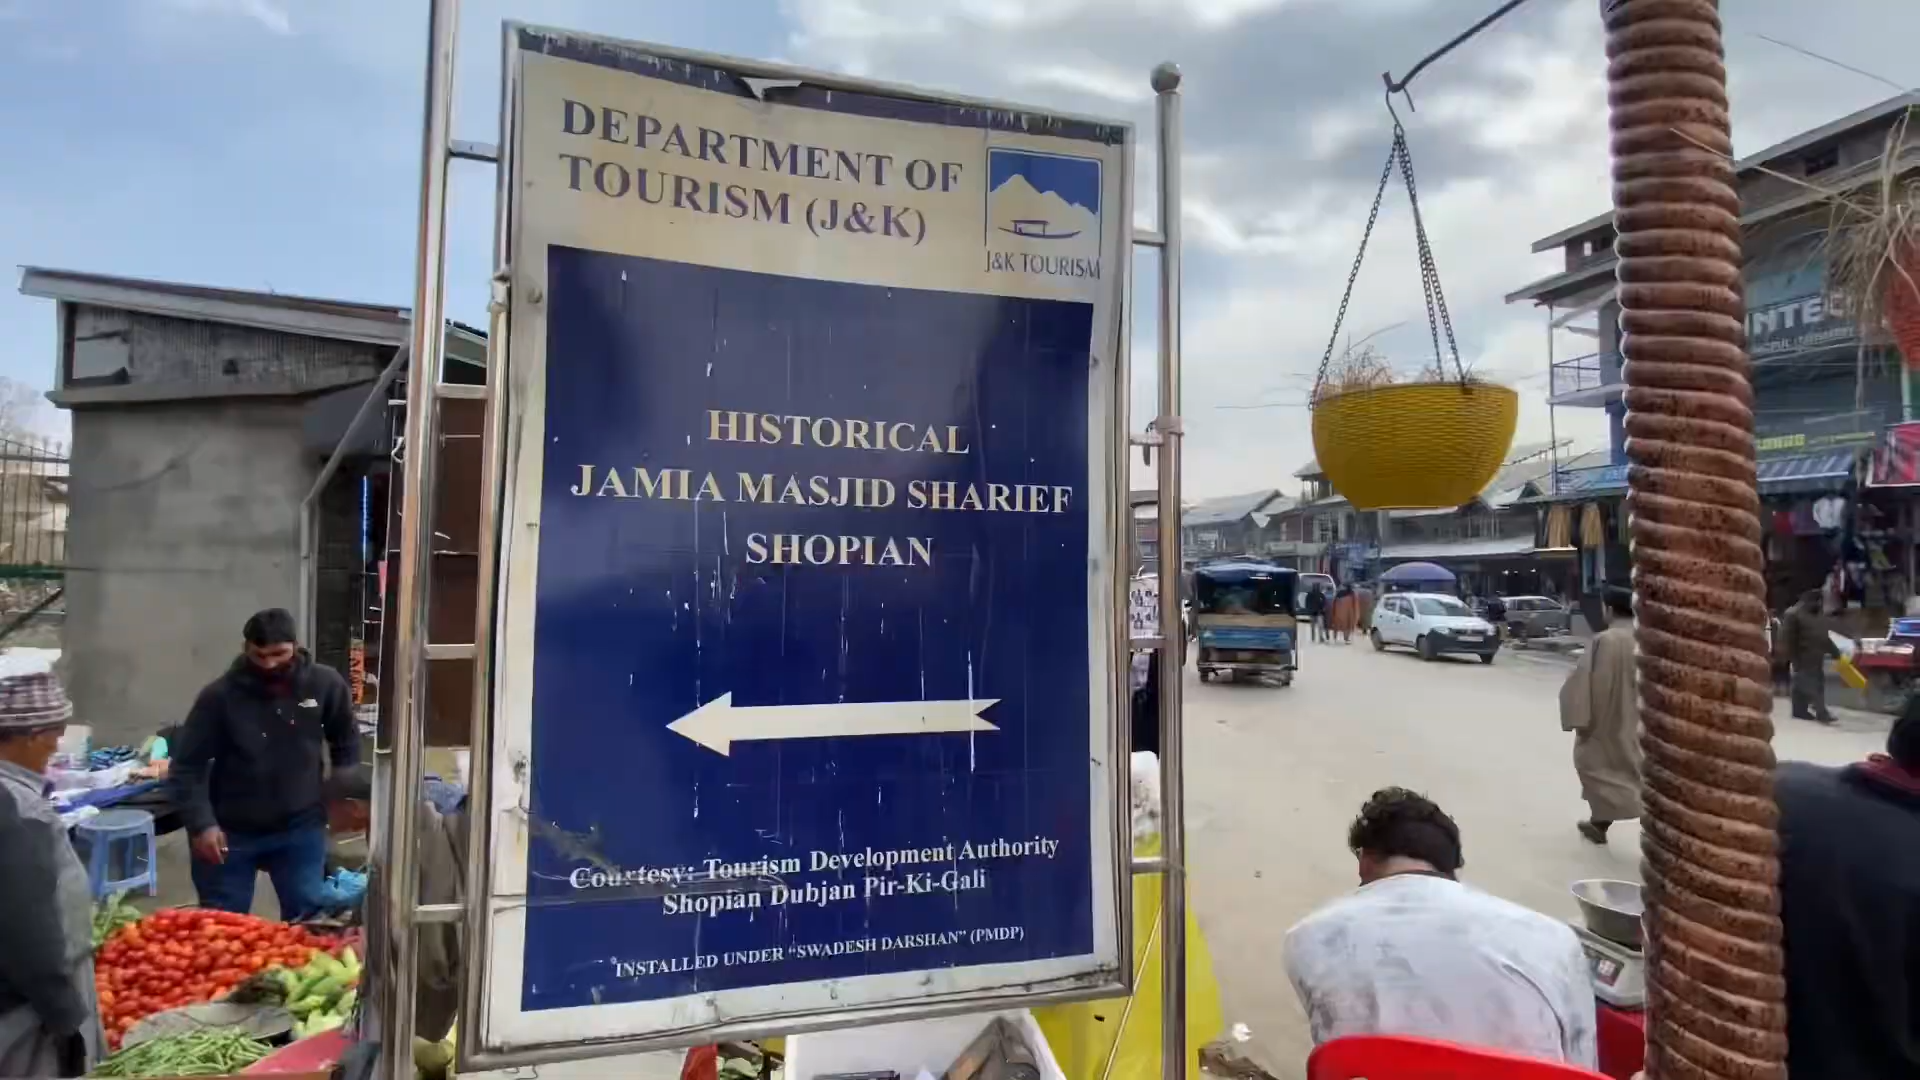 DEPARTMENT OF
TOURISM (J&K)
J&K TOURISM
HISTORICAL
JAMIA MASJID SHARIEF
SHOPIAN
Courtesy: Tourism Development Authority
Shopian Dubjan Pir-Ki-Gali
INSTALLED UNDER "SWADESH DARSHAN" (PMDP)